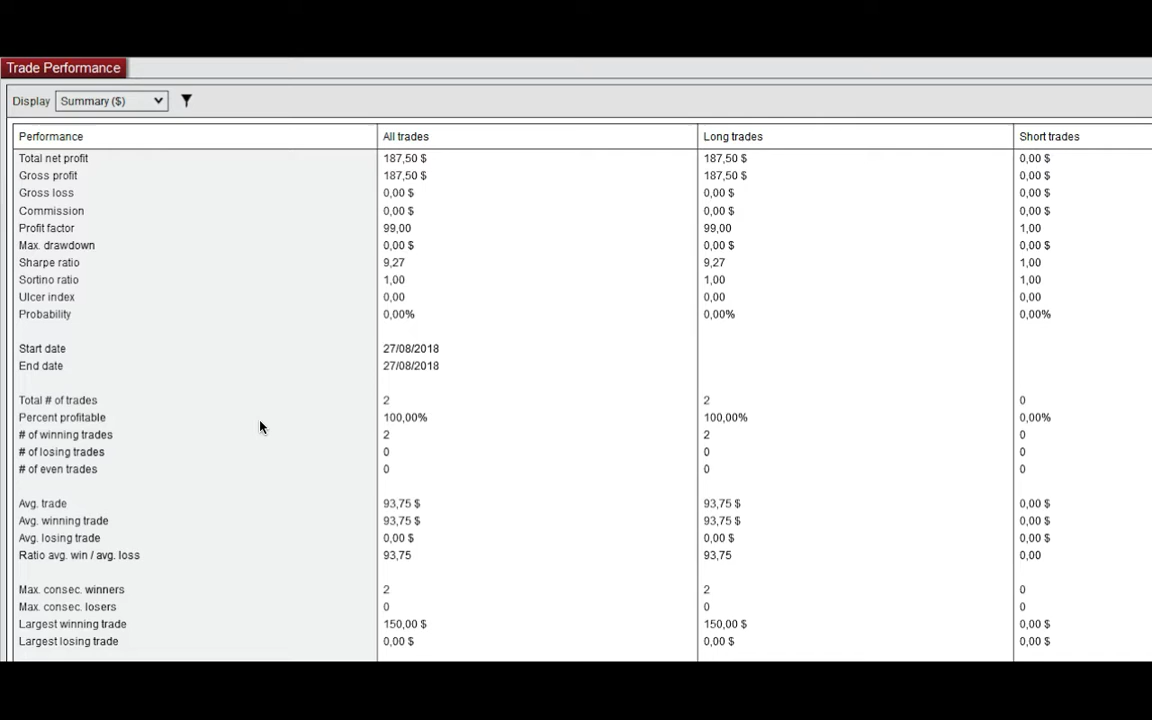 Trade Performance
Display Summary ($)
Performance All trades Long trades Short trades
Total net profit 187,50 $ 187,50 $ 0,00 $
Gross profit 187,50 $ 187,50 $ 0,00 $
Gross loss 0,00 $ 0,00 $ 0,00 $
Commission 0,00 $ 0,00 $ 0,00 $
Profit factor 99,00 99,00 1,00
Max. drawdown 0,00 $ 0,00 $ 0,00 $
Sharpe ratio 9,27 9,27 1,00
Sortino ratio 1,00 1,00 1,00
Ulcer index 0,00 0,00 0,00
Probability 0,00% 0,00% 0,00%
Start date 27/08/2018
End date 27/08/2018
Total # of trades 2 2 0
Percent profitable 100,00% 100,00% 0,00%
# of winning trades 2 2 0
# of losing trades 0 0 0
# of even trades 0 0 0
Avg. trade 93,75 $ 93,75 $ 0,00 $
Avg. winning trade 93,75 $ 93,75 $ 0,00 $
Avg. losing trade 0,00 $ 0,00 $ 0,00 $
Ratio avg. win / avg. loss 93,75 93,75 0,00
Max. consec. winners 2 2 0
Max. consec. losers 0 0 0
Largest winning trade 150,00 $ 150,00 $ 0,00 $
Largest losing trade 0,00 $ 0,00 $ 0,00 $